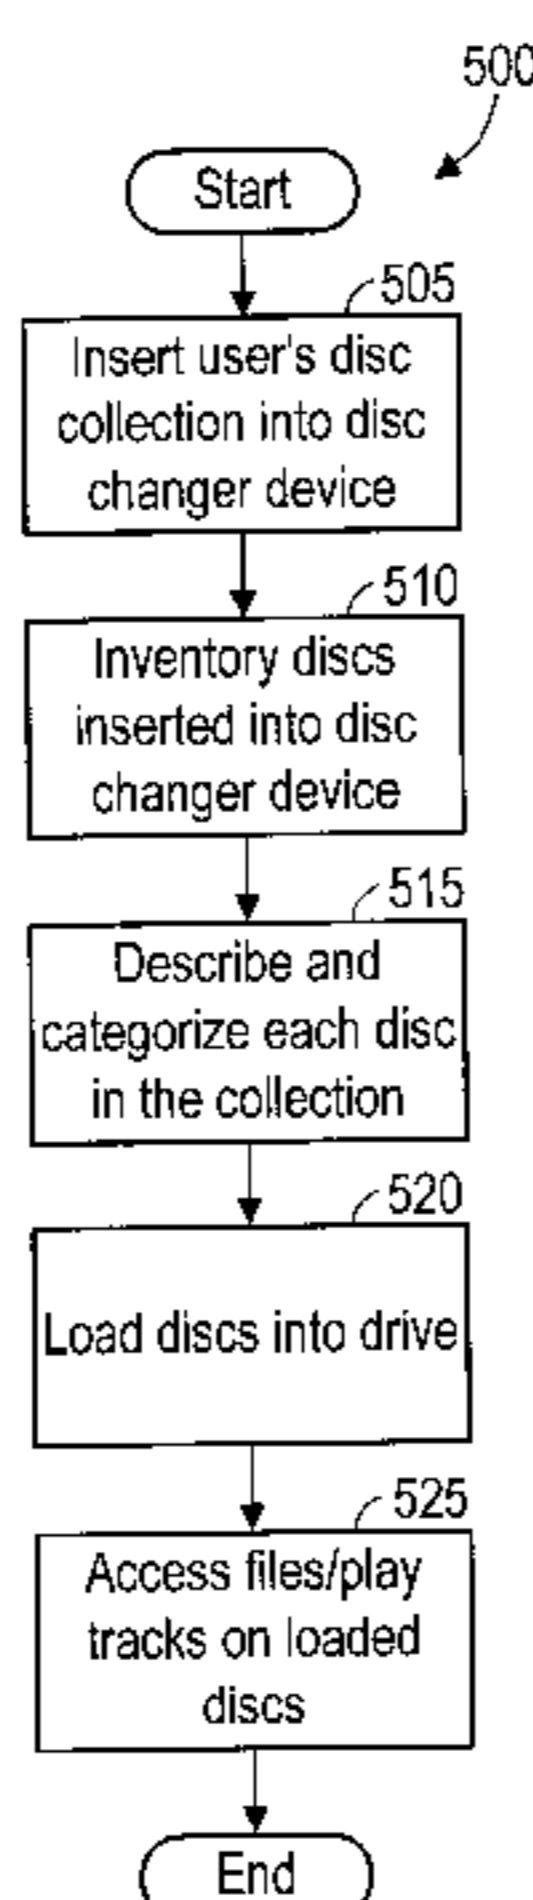 500
Start
505
Insert user's disc
collection into disc
changer device
510
Inventory discs
inserted into disc
changer device
515
Describe and
categorize each disc
in the collection
520
Load discs into drive
525
Access files/play
tracks on loaded
discs
End